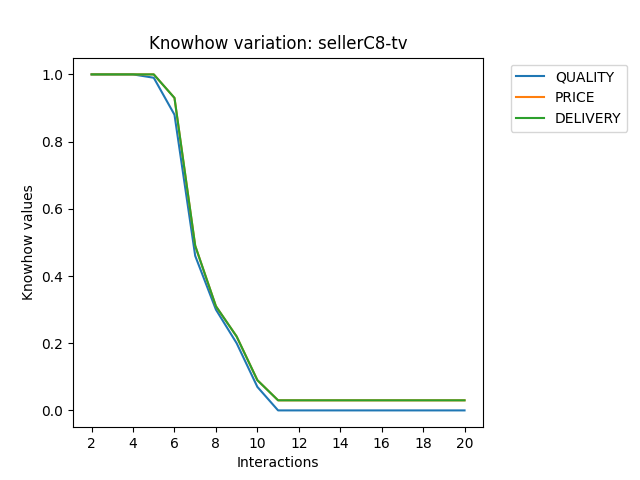 Knowhow variation: sellerC8-tv
QUALITY
PRICE
DELIVERY
Knowhow values
1.0
0.8
0.6
0.4
0.2
0.0
2 4 6 8 10 12 14 16 18 20
Interactions